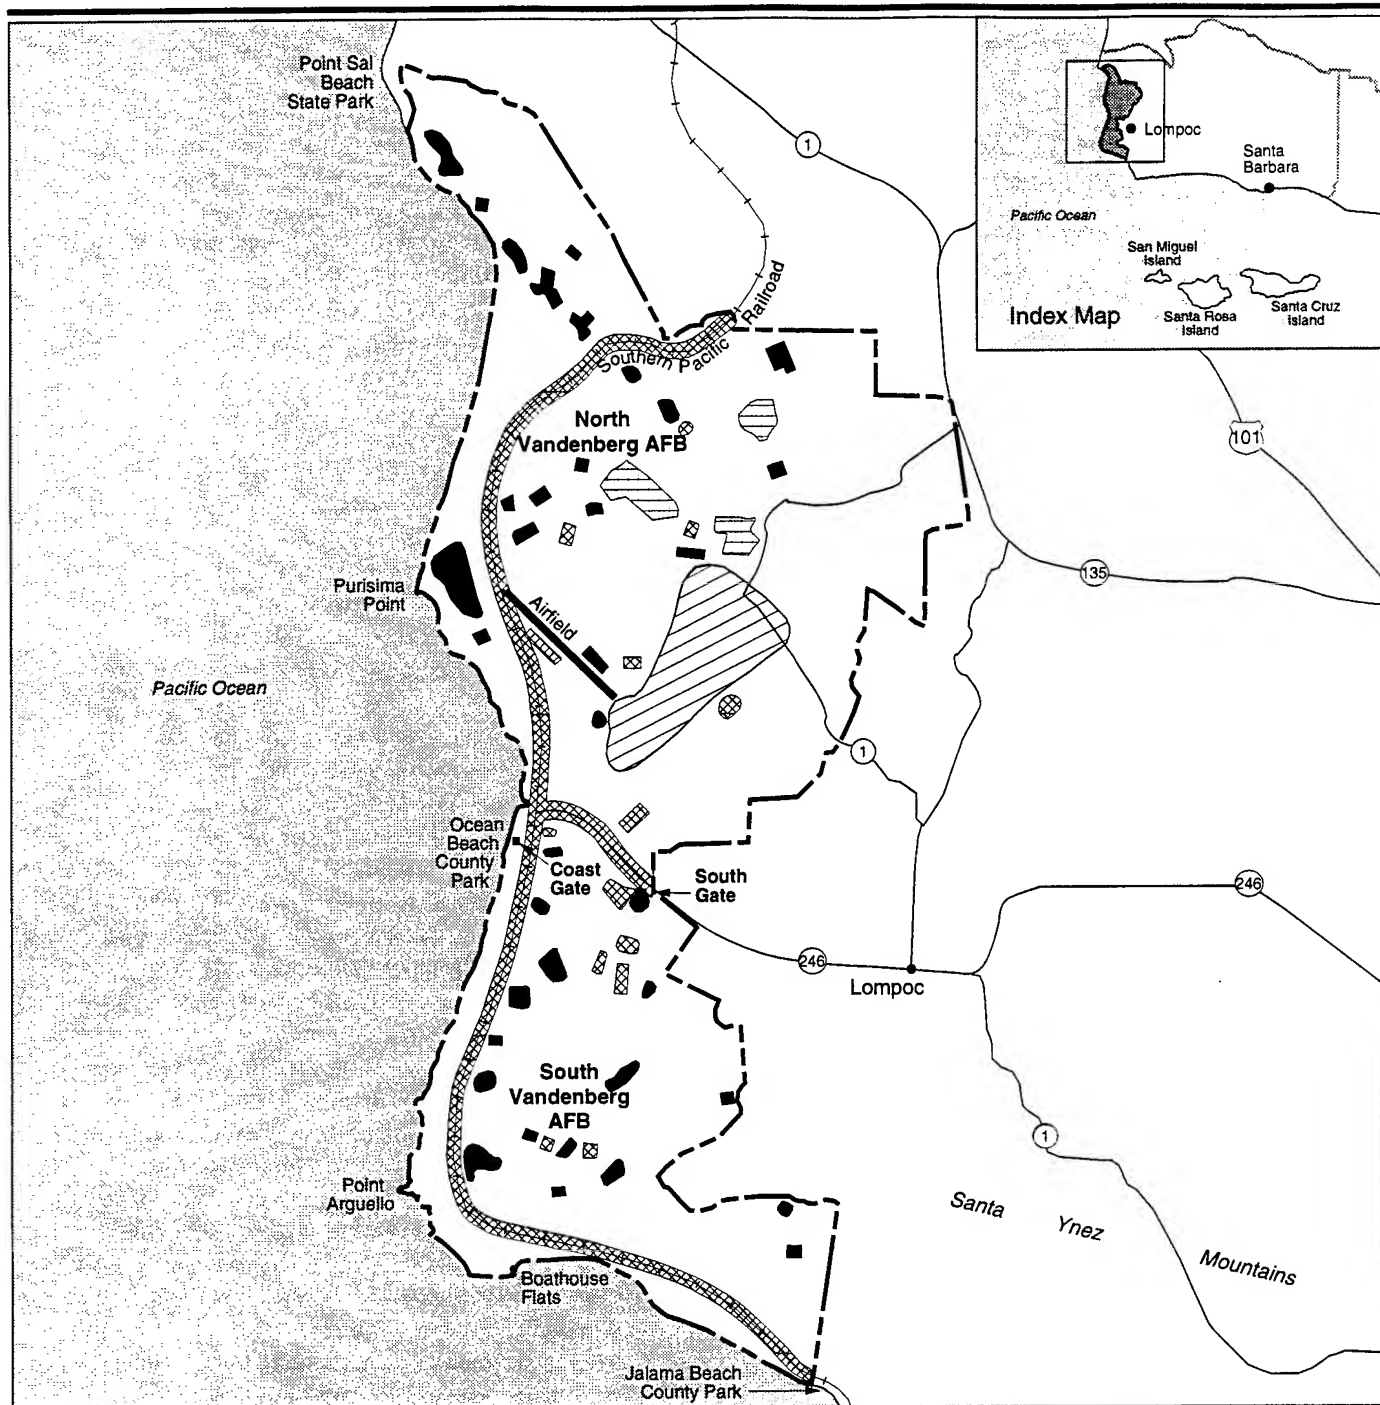 Point Sal
Beach
State Park
1
Lompoc
Santa
Barbara
Pacific Ocean
San Miguel
Island
Santa Rosa
Island
Santa Cruz
Island
Index Map
Southern Pacific Railroad
North
Vandenberg AFB
101
135
Purisima
Point
Airfield
Pacific Ocean
1
Ocean
Beach
County
Park
Coast
Gate
South
Gate
246
246
Lompoc
South
Vandenberg
AFB
1
Point
Arguello
Santa Ynez Mountains
Boathouse
Flats
Jalama Beach
County Park